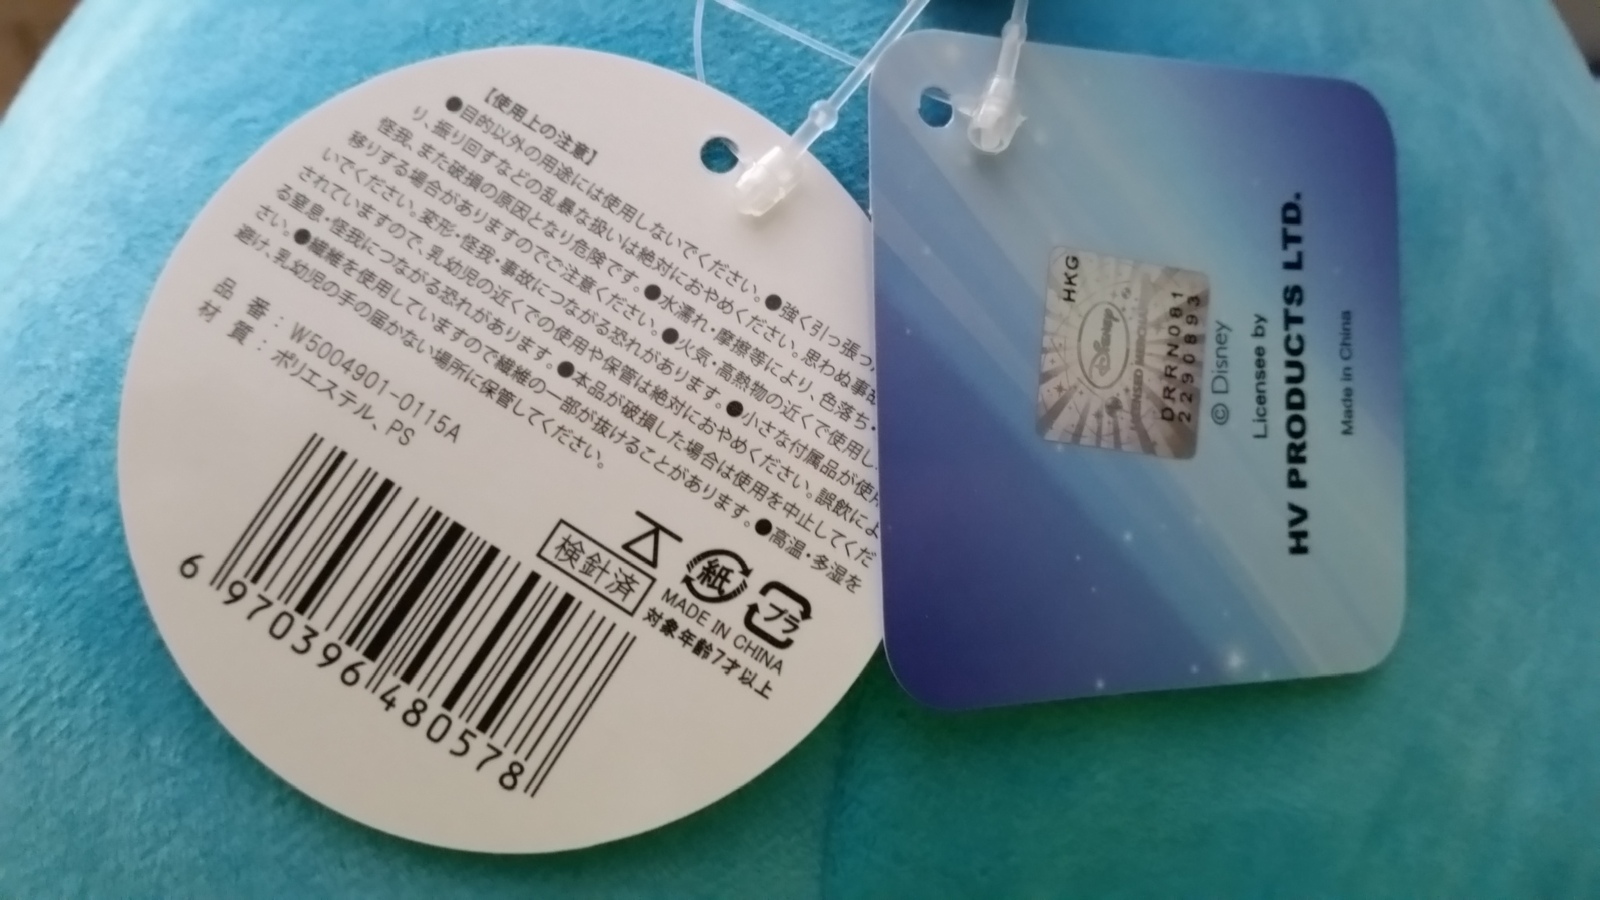 【使用上の注意】
●目的以外の用途には使用しないでください。●強く引っ張っ
り、振り回すなどの乱暴な扱いは絶対におやめください。思わぬ事故
怪我、また破損の原因となり危険です。●水濡れ・摩擦等により、色落ち・
移りする場合がありますのでご注意ください。●火気・高熱物の近くで使用し
いでください。変形・怪我・事故につながる恐れがあります。●小さな付属品が使用
されていますので、乳幼児の近くでの使用や保管は絶対におやめください。誤飲によ
る窒息・怪我につながる恐れがあります。●本品が破損した場合は使用を中止してくだ
さい。●繊維を使用していますので繊維の一部が抜けることがあります。●高温・多湿を
避け、乳幼児の手の届かない場所に保管してください。
品 番：W5004901-0115A
材 質：ポリエステル、PS
検針済
紙
プラ
MADE IN CHINA
対象年齢7才以上
6 970396 480578
HKG
Disney
DRRN081
2290893
© Disney
Licensee by
HV PRODUCTS LTD.
Made in China